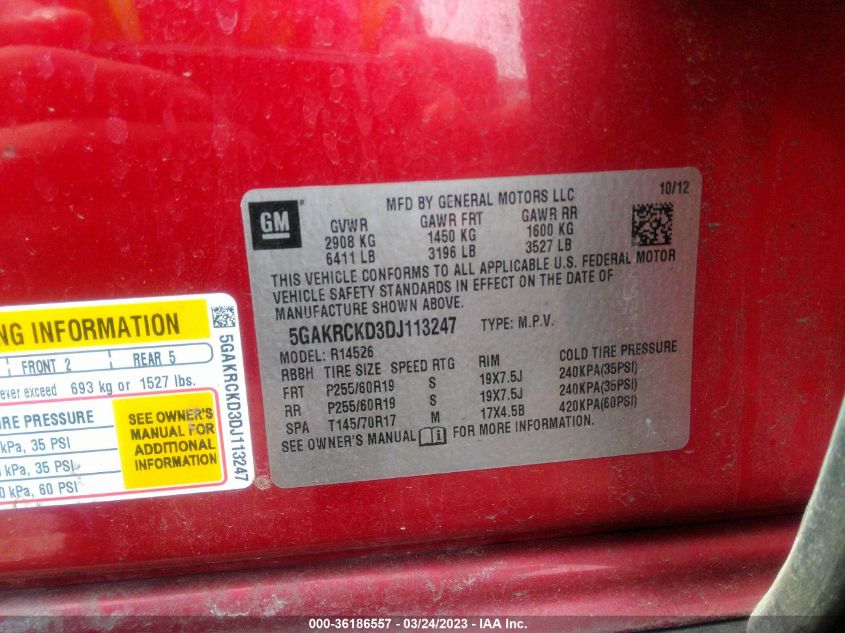 GM
MFD BY GENERAL MOTORS LLC 10/12
GVWR GAWR FRT GAWR RR
2908 KG 1450 KG 1600 KG
6411 LB 3196 LB 3527 LB
THIS VEHICLE CONFORMS TO ALL APPLICABLE U.S. FEDERAL MOTOR
VEHICLE SAFETY STANDARDS IN EFFECT ON THE DATE OF
MANUFACTURE SHOWN ABOVE.
5GAKRCKD3DJ113247 TYPE: M.P.V.
MODEL: R14526
RBBH TIRE SIZE SPEED RTG RIM COLD TIRE PRESSURE
FRT P255/60R19 S 19X7.5J 240KPA(35PSI)
RR P255/60R19 S 19X7.5J 240KPA(35PSI)
SPA T145/70R17 M 17X4.5B 420KPA(60PSI)
SEE OWNER'S MANUAL FOR MORE INFORMATION.
NG INFORMATION
FRONT 2 REAR 5
ever exceed 693 kg or 1527 lbs.
IRE PRESSURE
kPa, 35 PSI
kPa, 35 PSI
0 kPa, 60 PSI
SEE OWNER'S
MANUAL FOR
ADDITIONAL
INFORMATION
5GAKRCKD3DJ113247
000-36186557 - 03/24/2023 - IAA Inc.